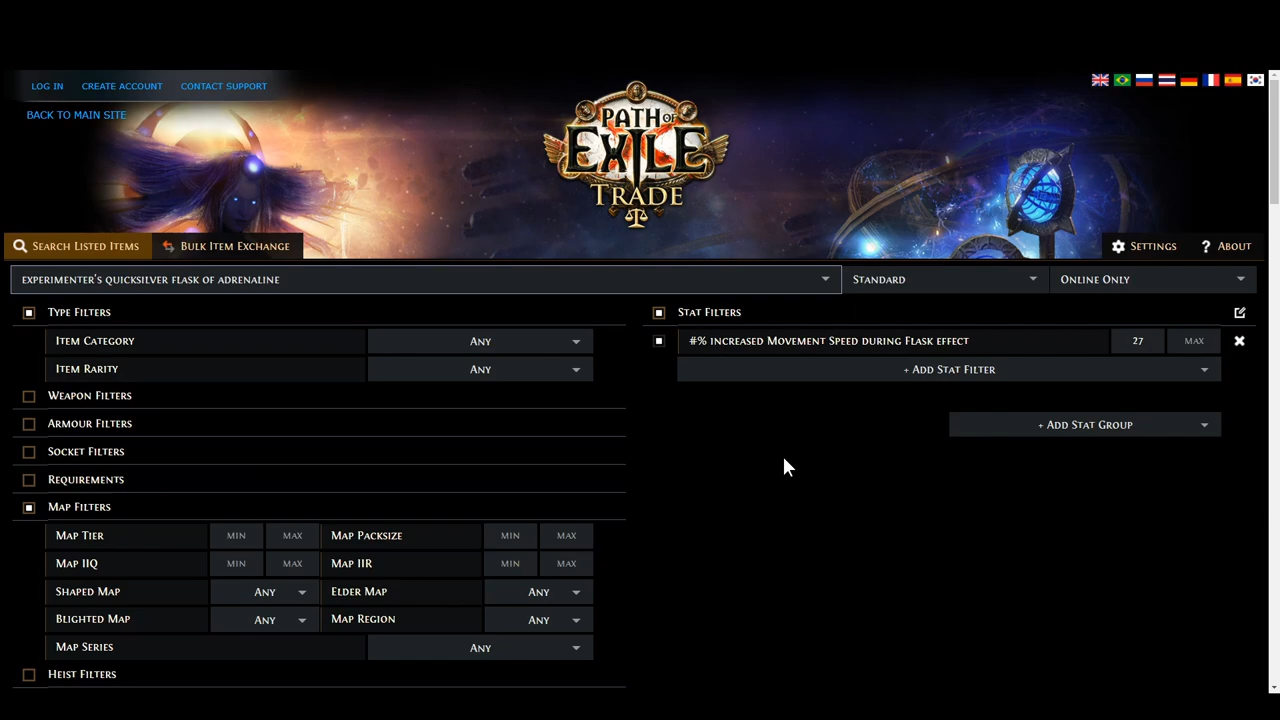 LOG IN CREATE ACCOUNT CONTACT SUPPORT
BACK TO MAIN SITE
PATH OF
EXILE
TRADE
SEARCH LISTED ITEMS BULK ITEM EXCHANGE SETTINGS ? ABOUT
EXPERIMENTER'S QUICKSILVER FLASK OF ADRENALINE STANDARD ONLINE ONLY
TYPE FILTERS STAT FILTERS
ITEM CATEGORY ANY #% INCREASED MOVEMENT SPEED DURING FLASK EFFECT 27 MAX
ITEM RARITY ANY + ADD STAT FILTER
WEAPON FILTERS
ARMOUR FILTERS + ADD STAT GROUP
SOCKET FILTERS
REQUIREMENTS
MAP FILTERS
MAP TIER MIN MAX MAP PACKSIZE MIN MAX
MAP IIQ MIN MAX MAP IIR MIN MAX
SHAPED MAP ANY ELDER MAP ANY
BLIGHTED MAP ANY MAP REGION ANY
MAP SERIES ANY
HEIST FILTERS